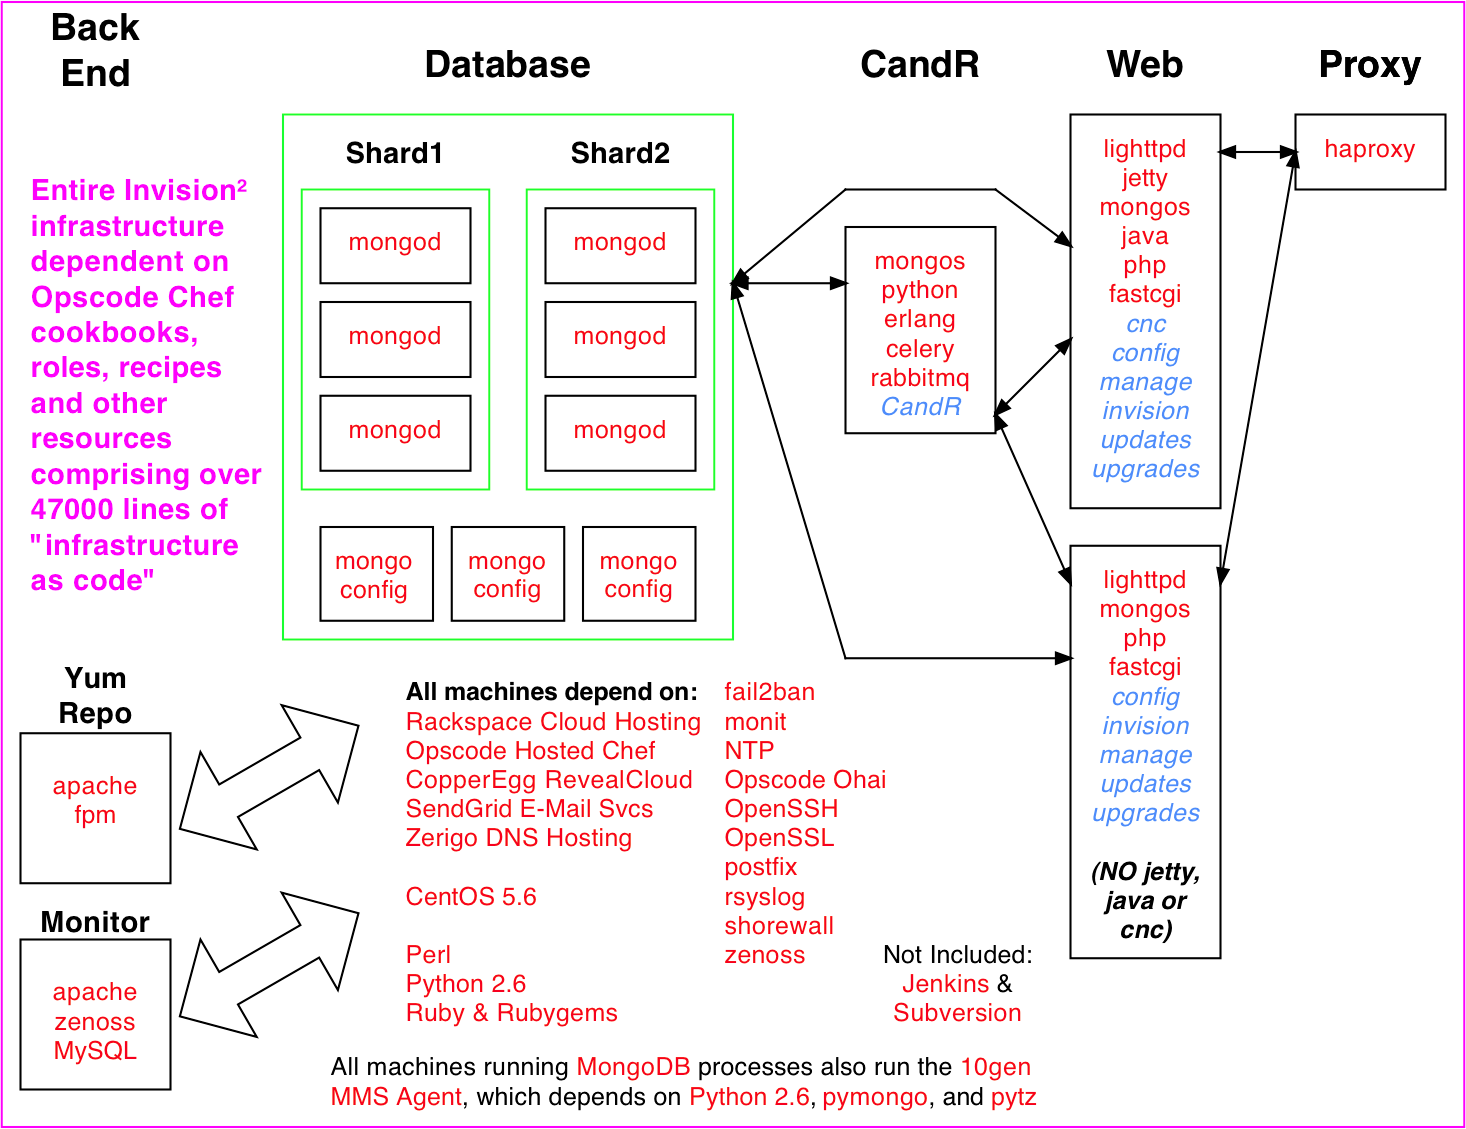 Back
End
Database
CandR
Web
Proxy
Entire Invision²
infrastructure
dependent on
Opscode Chef
cookbooks,
roles, recipes
and other
resources
comprising over
47000 lines of
"infrastructure
as code"
Shard1
mongod
mongod
mongod
Shard2
mongod
mongod
mongod
mongo
config
mongo
config
mongo
config
mongos
python
erlang
celery
rabbitmq
CandR
lighttpd
jetty
mongos
java
php
fastcgi
cnc
config
manage
invision
updates
upgrades
haproxy
lighttpd
mongos
php
fastcgi
config
invision
manage
updates
upgrades
(NO jetty,
java or
cnc)
Yum
Repo
apache
fpm
Monitor
apache
zenoss
MySQL
All machines depend on:
Rackspace Cloud Hosting
Opscode Hosted Chef
CopperEgg RevealCloud
SendGrid E-Mail Svcs
Zerigo DNS Hosting
CentOS 5.6
Perl
Python 2.6
Ruby & Rubygems
fail2ban
monit
NTP
Opscode Ohai
OpenSSH
OpenSSL
postfix
rsyslog
shorewall
zenoss
Not Included:
Jenkins &
Subversion
All machines running MongoDB processes also run the 10gen
MMS Agent, which depends on Python 2.6, pymongo, and pytz